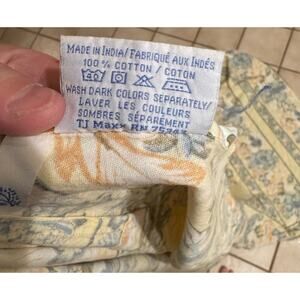 MADE IN INDIA/FABRIQUÉ AUX INDES
100% COTTON / COTON
WASH DARK COLORS SEPARATELY/
LAVER LES COULEURS
SOMBRES SÉPARÉMENT
TJ Maxx RN